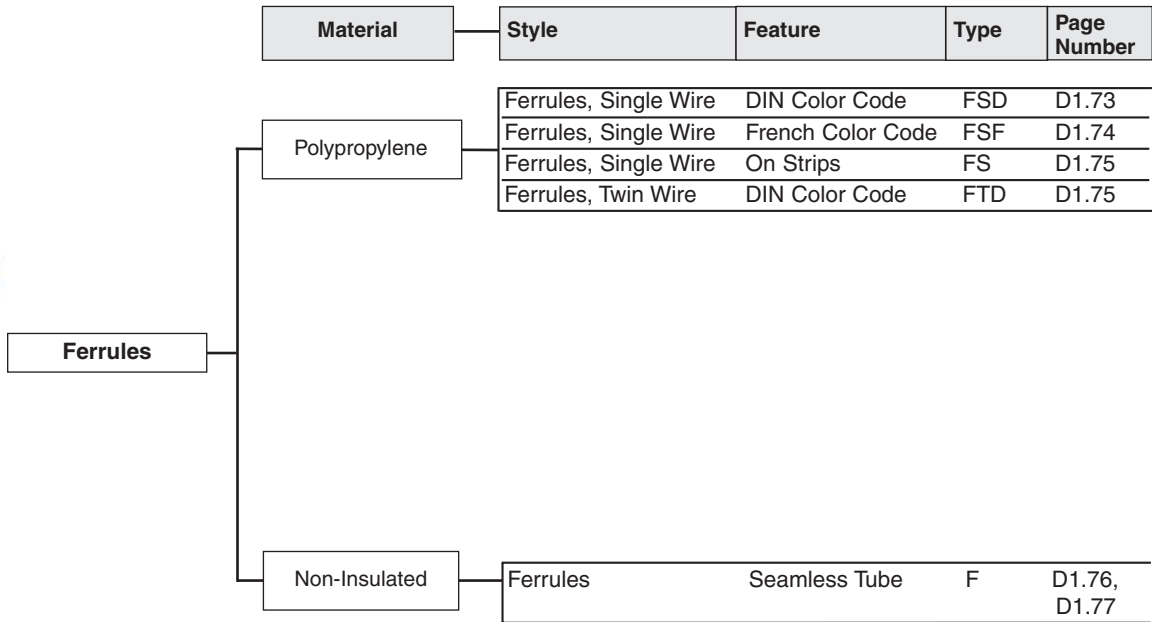 Material Style Feature Type Page Number
Ferrules, Single Wire DIN Color Code FSD D1.73
Polypropylene
Ferrules, Single Wire French Color Code FSF D1.74
Ferrules, Single Wire On Strips FS D1.75
Ferrules, Twin Wire DIN Color Code FTD D1.75
Ferrules
Non-Insulated
Ferrules Seamless Tube F D1.76,
D1.77